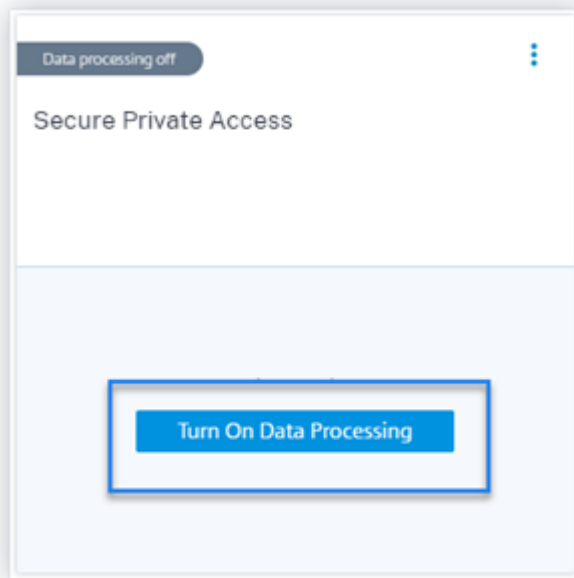 Data processing off
Secure Private Access
Turn On Data Processing